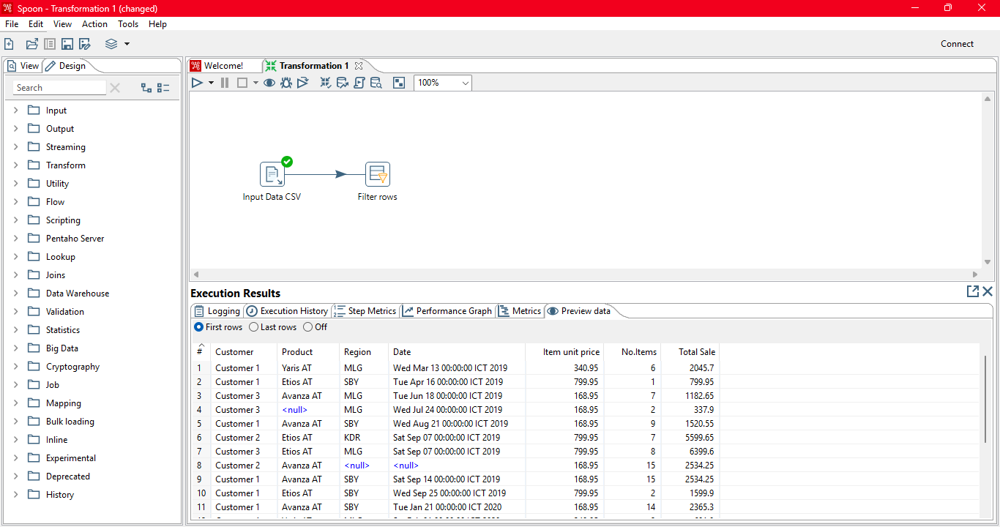 Spoon - Transformation 1 (changed)
File Edit View Action Tools Help
Connect
View Design
Search
Input
Output
Streaming
Transform
Utility
Flow
Scripting
Pentaho Server
Lookup
Joins
Data Warehouse
Validation
Statistics
Big Data
Cryptography
Job
Mapping
Bulk loading
Inline
Experimental
Deprecated
History
Welcome! Transformation 1
100%
Input Data CSV Filter rows
Execution Results
Logging Execution History Step Metrics Performance Graph Metrics Preview data
First rows Last rows Off
# Customer Product Region Date Item unit price No.Items Total Sale
1 Customer 1 Yaris AT MLG Wed Mar 13 00:00:00 ICT 2019 340.95 6 2045.7
2 Customer 1 Etios AT SBY Tue Apr 16 00:00:00 ICT 2019 799.95 1 799.95
3 Customer 3 Avanza AT MLG Tue Jun 18 00:00:00 ICT 2019 168.95 7 1182.65
4 Customer 3 <null> MLG Wed Jul 24 00:00:00 ICT 2019 168.95 2 337.9
5 Customer 1 Avanza AT SBY Wed Aug 21 00:00:00 ICT 2019 168.95 9 1520.55
6 Customer 2 Etios AT KDR Sat Sep 07 00:00:00 ICT 2019 799.95 7 5599.65
7 Customer 3 Etios AT MLG Sat Sep 07 00:00:00 ICT 2019 799.95 8 6399.6
8 Customer 2 Avanza AT <null> <null> 168.95 15 2534.25
9 Customer 1 Avanza AT SBY Sat Sep 14 00:00:00 ICT 2019 168.95 15 2534.25
10 Customer 1 Etios AT SBY Wed Sep 25 00:00:00 ICT 2019 799.95 2 1599.9
11 Customer 1 Avanza AT SBY Tue Jan 21 00:00:00 ICT 2020 168.95 14 2365.3